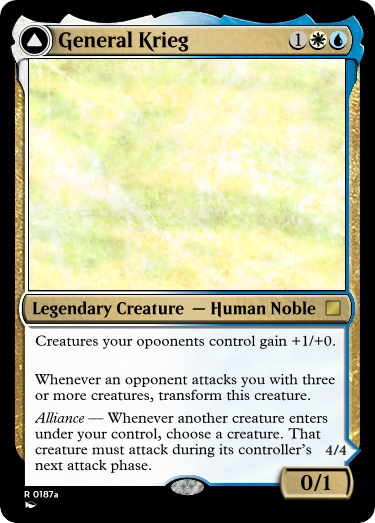 General Krieg 1
Legendary Creature — Human Noble
Creatures your opoonents control gain +1/+0.
Whenever an opponent attacks you with three
or more creatures, transform this creature.
Alliance — Whenever another creature enters
under your control, choose a creature. That
creature must attack during its controller's 4/4
next attack phase.
0/1
R 0187a